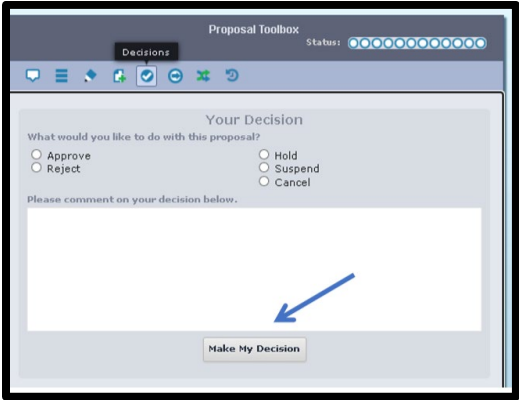 Proposal Toolbox
Status:
Decisions
Your Decision
What would you like to do with this proposal?
Approve
Hold
Reject
Suspend
Cancel
Please comment on your decision below.
Make My Decision